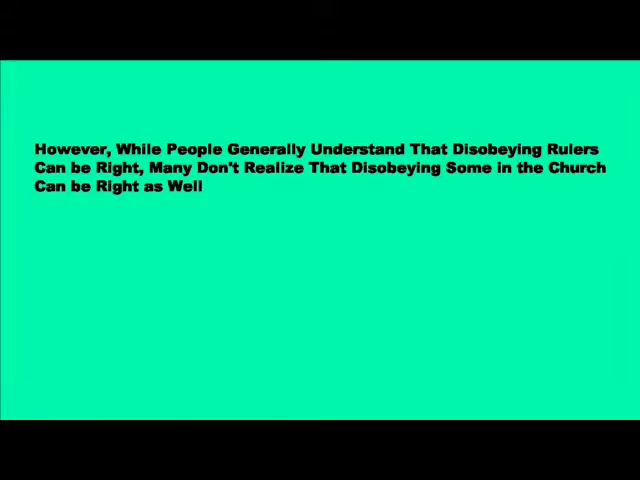 However, While People Generally Understand That Disobeying Rulers
Can be Right, Many Don't Realize That Disobeying Some in the Church
Can be Right as Well